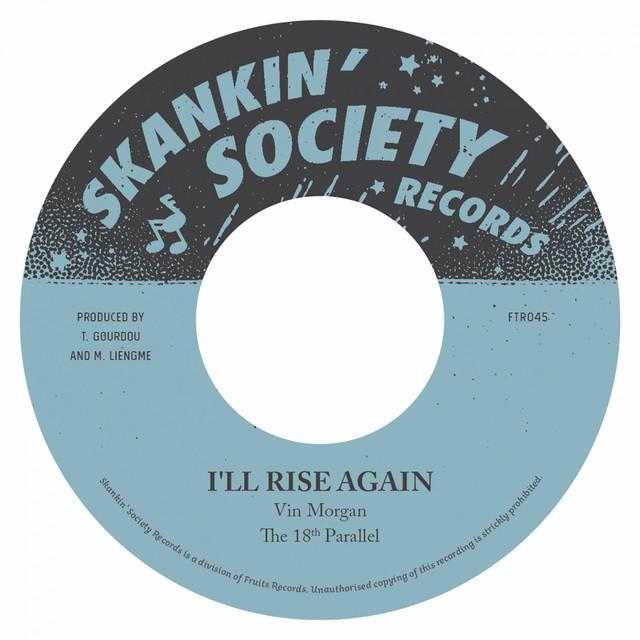 SKANKIN'
SOCIETY
RECORDS
PRODUCED BY
T. GOURDOU
AND M. LIENGME
FTR045
I'LL RISE AGAIN
Vin Morgan
The 18th Parallel
Skankin' Society Records is a division of Fruits Records. Unauthorised copying of this recording is strictly prohibited.